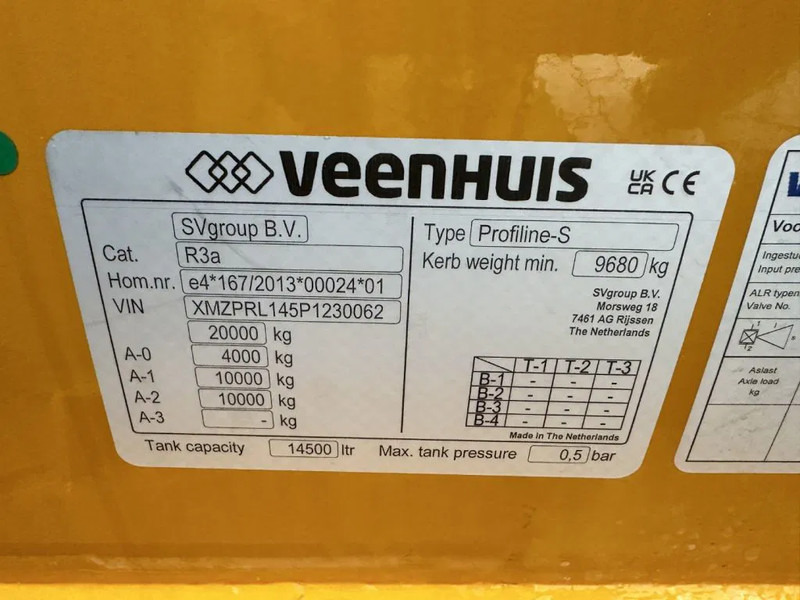 VEENHUIS
UK CA CE
SVgroup B.V.
Cat. R3a
Hom.nr. e4*167/2013*00024*01
VIN XMZPRL145P1230062
20000 kg
A-0 4000 kg
A-1 10000 kg
A-2 10000 kg
A-3 - kg
Type Profiline-S
Kerb weight min. 9680 kg
SVgroup B.V.
Morsweg 18
7461 AG Rijssen
The Netherlands
T-1 T-2 T-3
B-1 - - -
B-2 - - -
B-3 - - -
B-4 - - -
Made in The Netherlands
Tank capacity 14500 ltr Max. tank pressure 0,5 bar
Input pre
ALR typen
Valve No.
1
2
Aslast
Axle load
kg